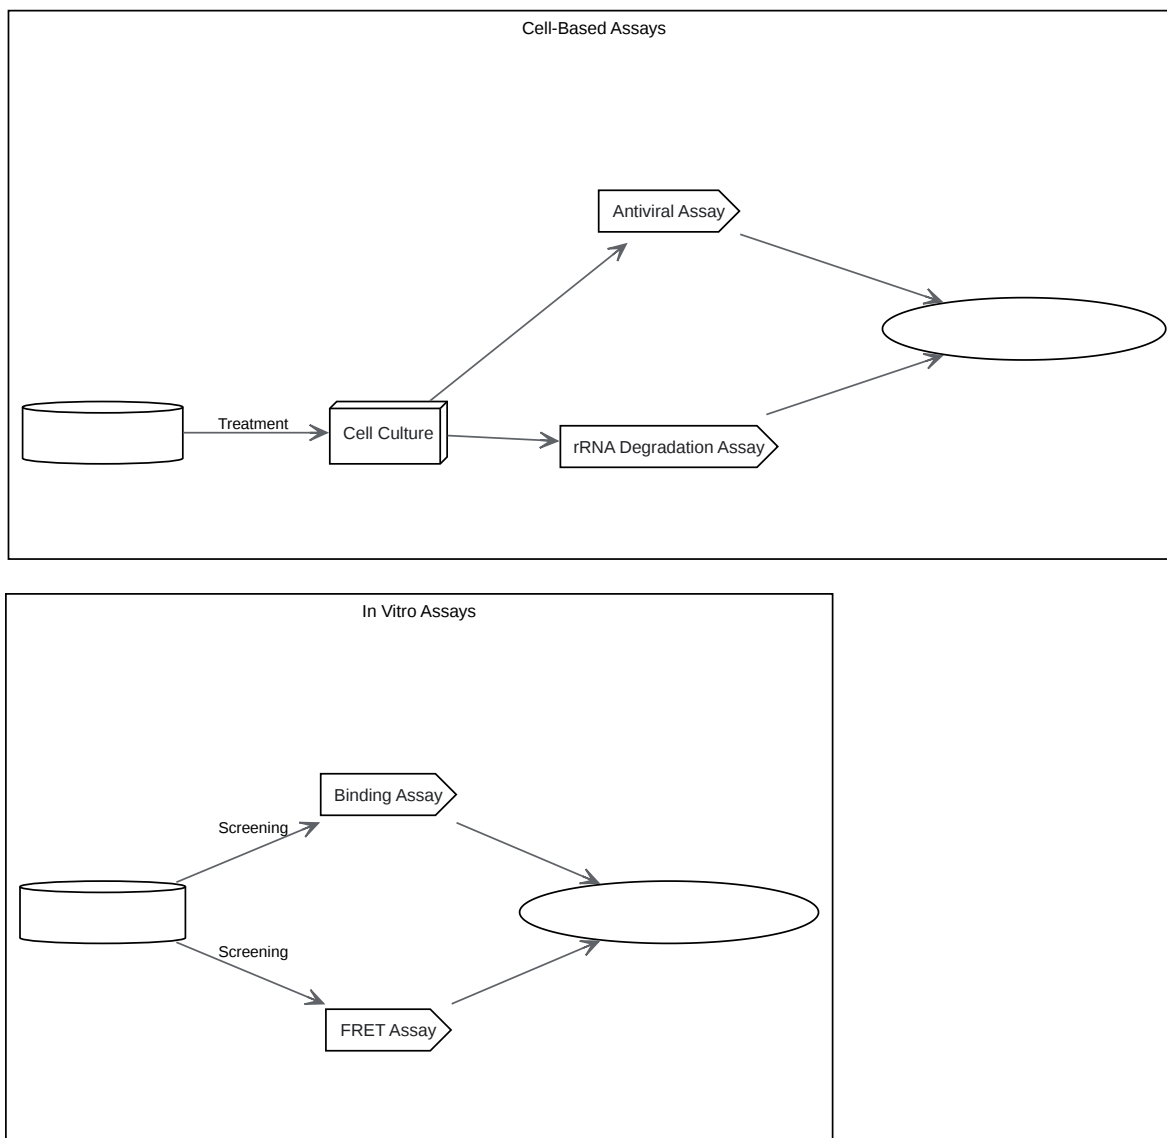 Cell-Based Assays
Antiviral Assay
Treatment
Cell Culture
rRNA Degradation Assay
In Vitro Assays
Binding Assay
Screening
Screening
FRET Assay